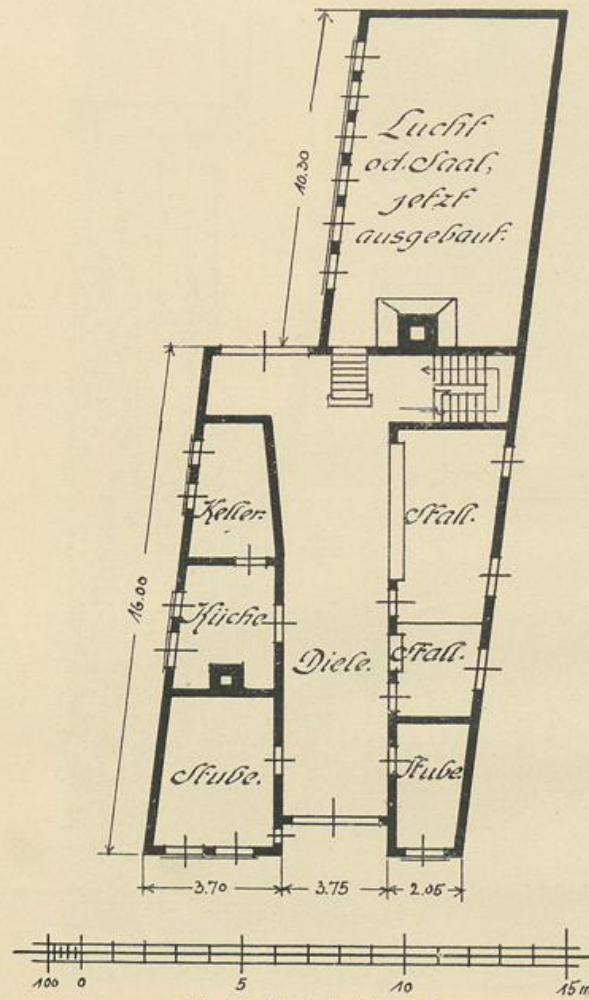 10.30
Lucht
od. Saal,
jetzt
ausgebaut.
16.00
Keller.
Stall.
Küche
Diele.
Stall.
Stube.
Stube
3.70 3.75 2.05
100 0 5 10 15 m